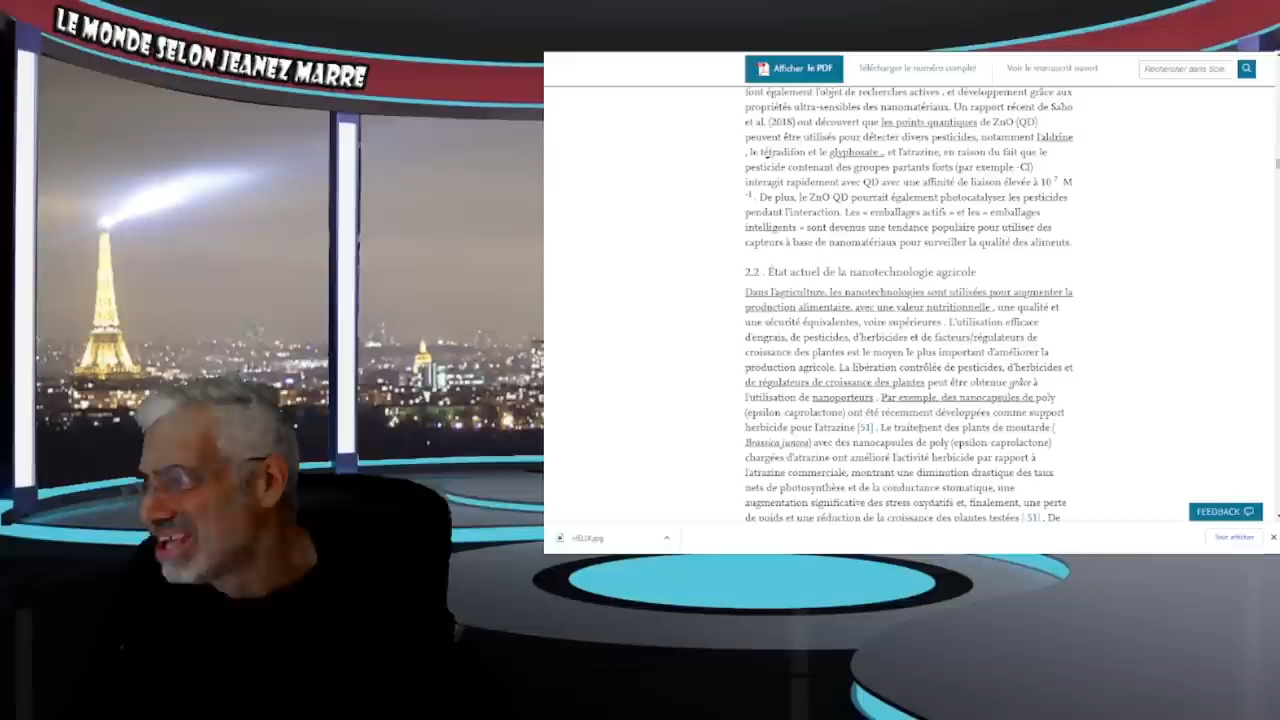 LE MONDE SELON JEANEZ MARRE
Afficher le PDF
Télécharger le numéro complet
Voir le manuscrit ouvert
Rechercher dans Scie
font également l'objet de recherches actives . et développement grâce aux
propriétés ultra-sensibles des nanomatériaux. Un rapport récent de Saho
et al. (2018) ont découvert que les points quantiques de ZnO (QD)
peuvent être utilisés pour détecter divers pesticides, notamment l'aldrine
, le tétradifon et le glyphosate , et l'atrazine, en raison du fait que le
pesticide contenant des groupes partants forts (par exemple -Cl)
interagit rapidement avec QD avec une affinité de liaison élevée à 10 7 M
-1 . De plus, le ZnO QD pourrait également photocatalyser les pesticides
pendant l'interaction. Les « emballages actifs » et les « emballages
intelligents » sont devenus une tendance populaire pour utiliser des
capteurs à base de nanomatériaux pour surveiller la qualité des aliments.
2.2 . État actuel de la nanotechnologie agricole
Dans l'agriculture, les nanotechnologies sont utilisées pour augmenter la
production alimentaire, avec une valeur nutritionnelle , une qualité et
une sécurité équivalentes, voire supérieures . L'utilisation efficace
d'engrais, de pesticides, d'herbicides et de facteurs/régulateurs de
croissance des plantes est le moyen le plus important d'améliorer la
production agricole. La libération contrôlée de pesticides, d'herbicides et
de régulateurs de croissance des plantes peut être obtenue grâce à
l'utilisation de nanoporteurs . Par exemple, des nanocapsules de poly
(epsilon-caprolactone) ont été récemment développées comme support
herbicide pour l'atrazine [51] . Le traitement des plants de moutarde (
Brassica juncea) avec des nanocapsules de poly (epsilon-caprolactone)
chargées d'atrazine ont amélioré l'activité herbicide par rapport à
l'atrazine commerciale, montrant une diminution drastique des taux
nets de photosynthèse et de la conductance stomatique, une
augmentation significative des stress oxydatifs et, finalement, une perte
de poids et une réduction de la croissance des plantes testées [51] . De
FEEDBACK
HELIX.jpg
Tout afficher